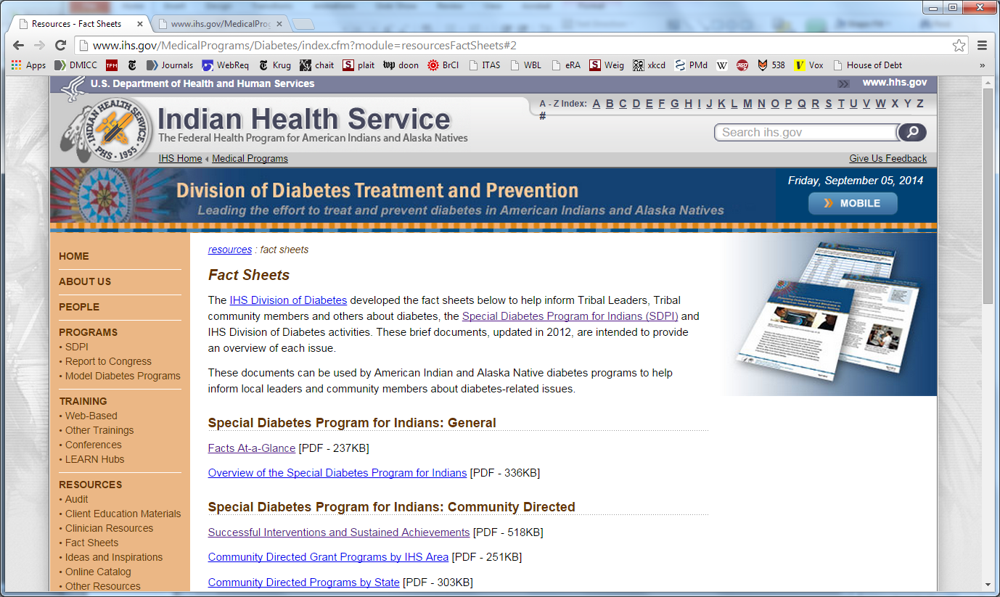 Resources - Fact Sheets
www.ihs.gov/MedicalProg
www.ihs.gov/MedicalPrograms/Diabetes/index.cfm?module=resourcesFactSheets#2
Apps DMICC TPM Journals WebReq Krug chait plait wp doon BrCI ITAS WBL eRA Weig xkcd PMd W 360 538 Vox House of Debt »
U.S. Department of Health and Human Services
www.hhs.gov
Indian Health Service
The Federal Health Program for American Indians and Alaska Natives
INDIAN HEALTH SERVICE
PHS - 1955
A - Z Index: A B C D E F G H I J K L M N O P Q R S T U V W X Y Z
#
Search ihs.gov
IHS Home Medical Programs
Give Us Feedback
Division of Diabetes Treatment and Prevention
Leading the effort to treat and prevent diabetes in American Indians and Alaska Natives
Friday, September 05, 2014
MOBILE
HOME
ABOUT US
PEOPLE
PROGRAMS
• SDPI
• Report to Congress
• Model Diabetes Programs
TRAINING
• Web-Based
• Other Trainings
• Conferences
• LEARN Hubs
RESOURCES
• Audit
• Client Education Materials
• Clinician Resources
• Fact Sheets
• Ideas and Inspirations
• Online Catalog
• Other Resources
resources : fact sheets
Fact Sheets
The IHS Division of Diabetes developed the fact sheets below to help inform Tribal Leaders, Tribal
community members and others about diabetes, the Special Diabetes Program for Indians (SDPI) and
IHS Division of Diabetes activities. These brief documents, updated in 2012, are intended to provide
an overview of each issue.
These documents can be used by American Indian and Alaska Native diabetes programs to help
inform local leaders and community members about diabetes-related issues.
Special Diabetes Program for Indians: General
Facts At-a-Glance [PDF - 237KB]
Overview of the Special Diabetes Program for Indians [PDF - 336KB]
Special Diabetes Program for Indians: Community Directed
Successful Interventions and Sustained Achievements [PDF - 518KB]
Community Directed Grant Programs by IHS Area [PDF - 251KB]
Community Directed Programs by State [PDF - 303KB]